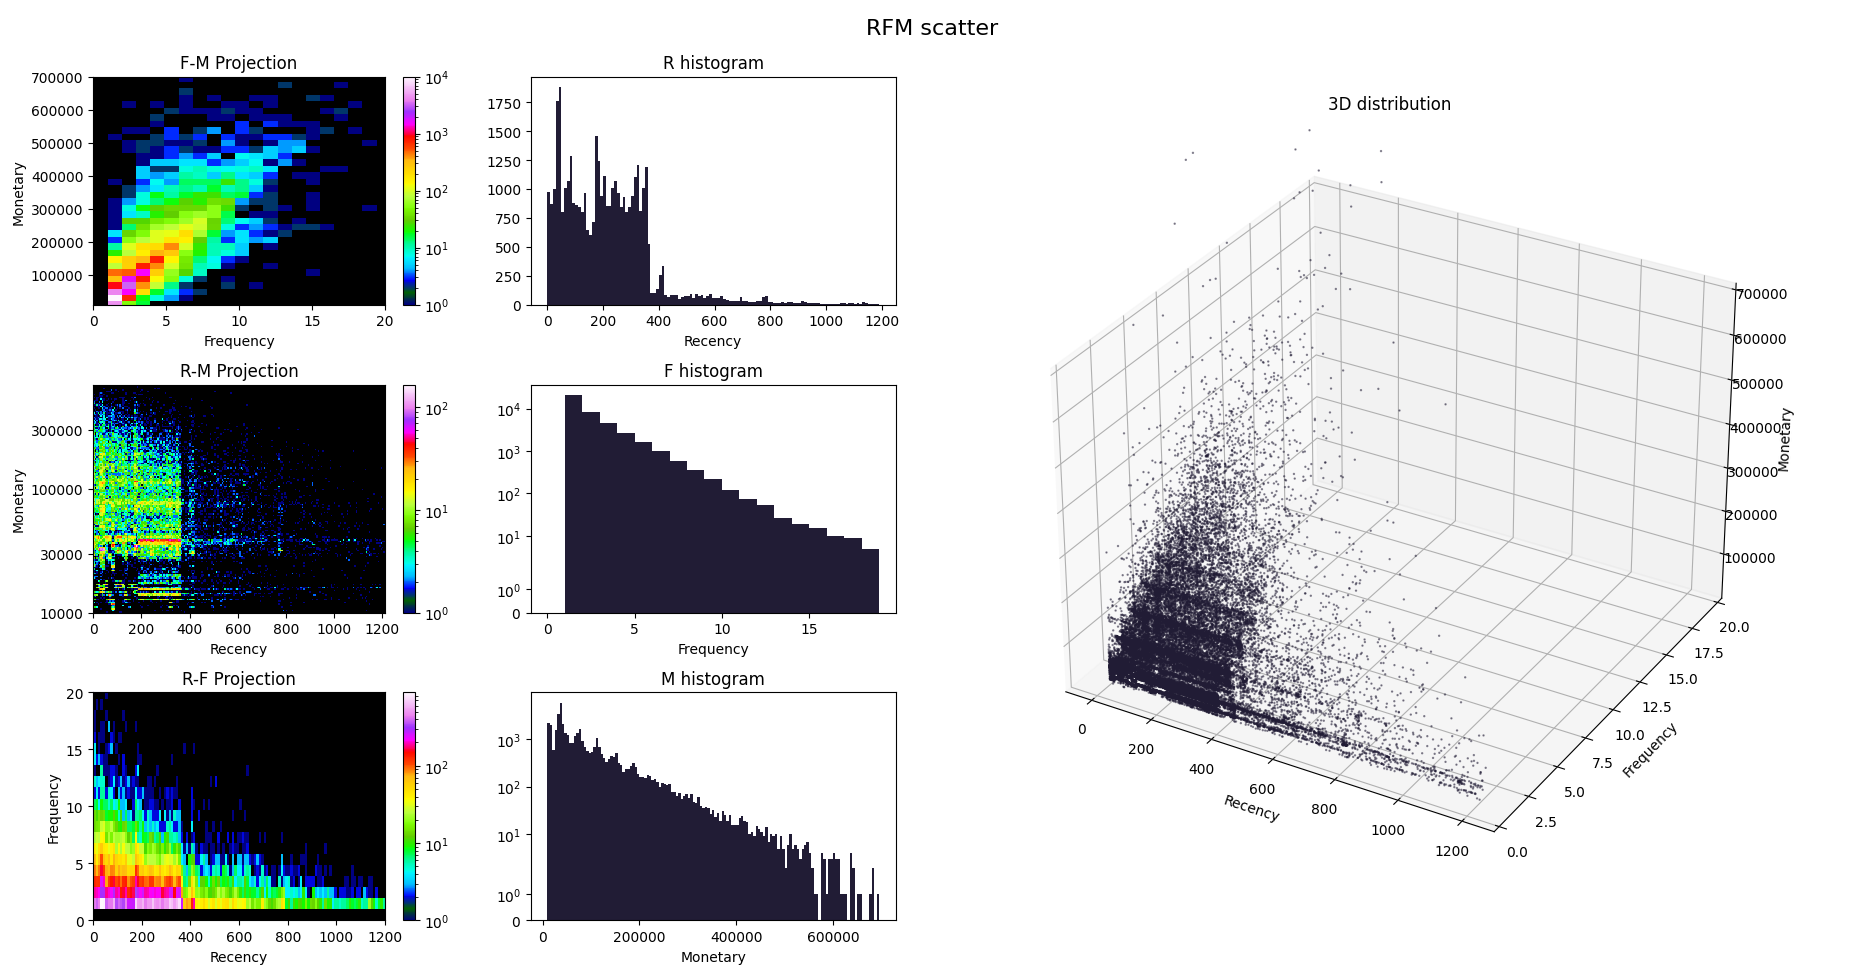 RFM scatter
F-M Projection
700000
600000
500000
400000
300000
200000
100000
Monetary
0 5 10 15 20
Frequency
10^4
10^3
10^2
10^1
10^0
R histogram
1750
1500
1250
1000
750
500
250
0
0 200 400 600 800 1000 1200
Recency
R-M Projection
300000
100000
30000
10000
Monetary
0 200 400 600 800 1000 1200
Recency
10^2
10^1
10^0
F histogram
10^4
10^3
10^2
10^1
10^0
0
0 5 10 15
Frequency
R-F Projection
20
15
10
5
0
Frequency
0 200 400 600 800 1000 1200
Recency
10^2
10^1
10^0
M histogram
10^3
10^2
10^1
10^0
0
0 200000 400000 600000
Monetary
3D distribution
700000
600000
500000
400000
300000
200000
100000
Monetary
20.0
17.5
15.0
12.5
10.0
7.5
5.0
2.5
0.0
Frequency
0
200
400
600
800
1000
1200
Recency